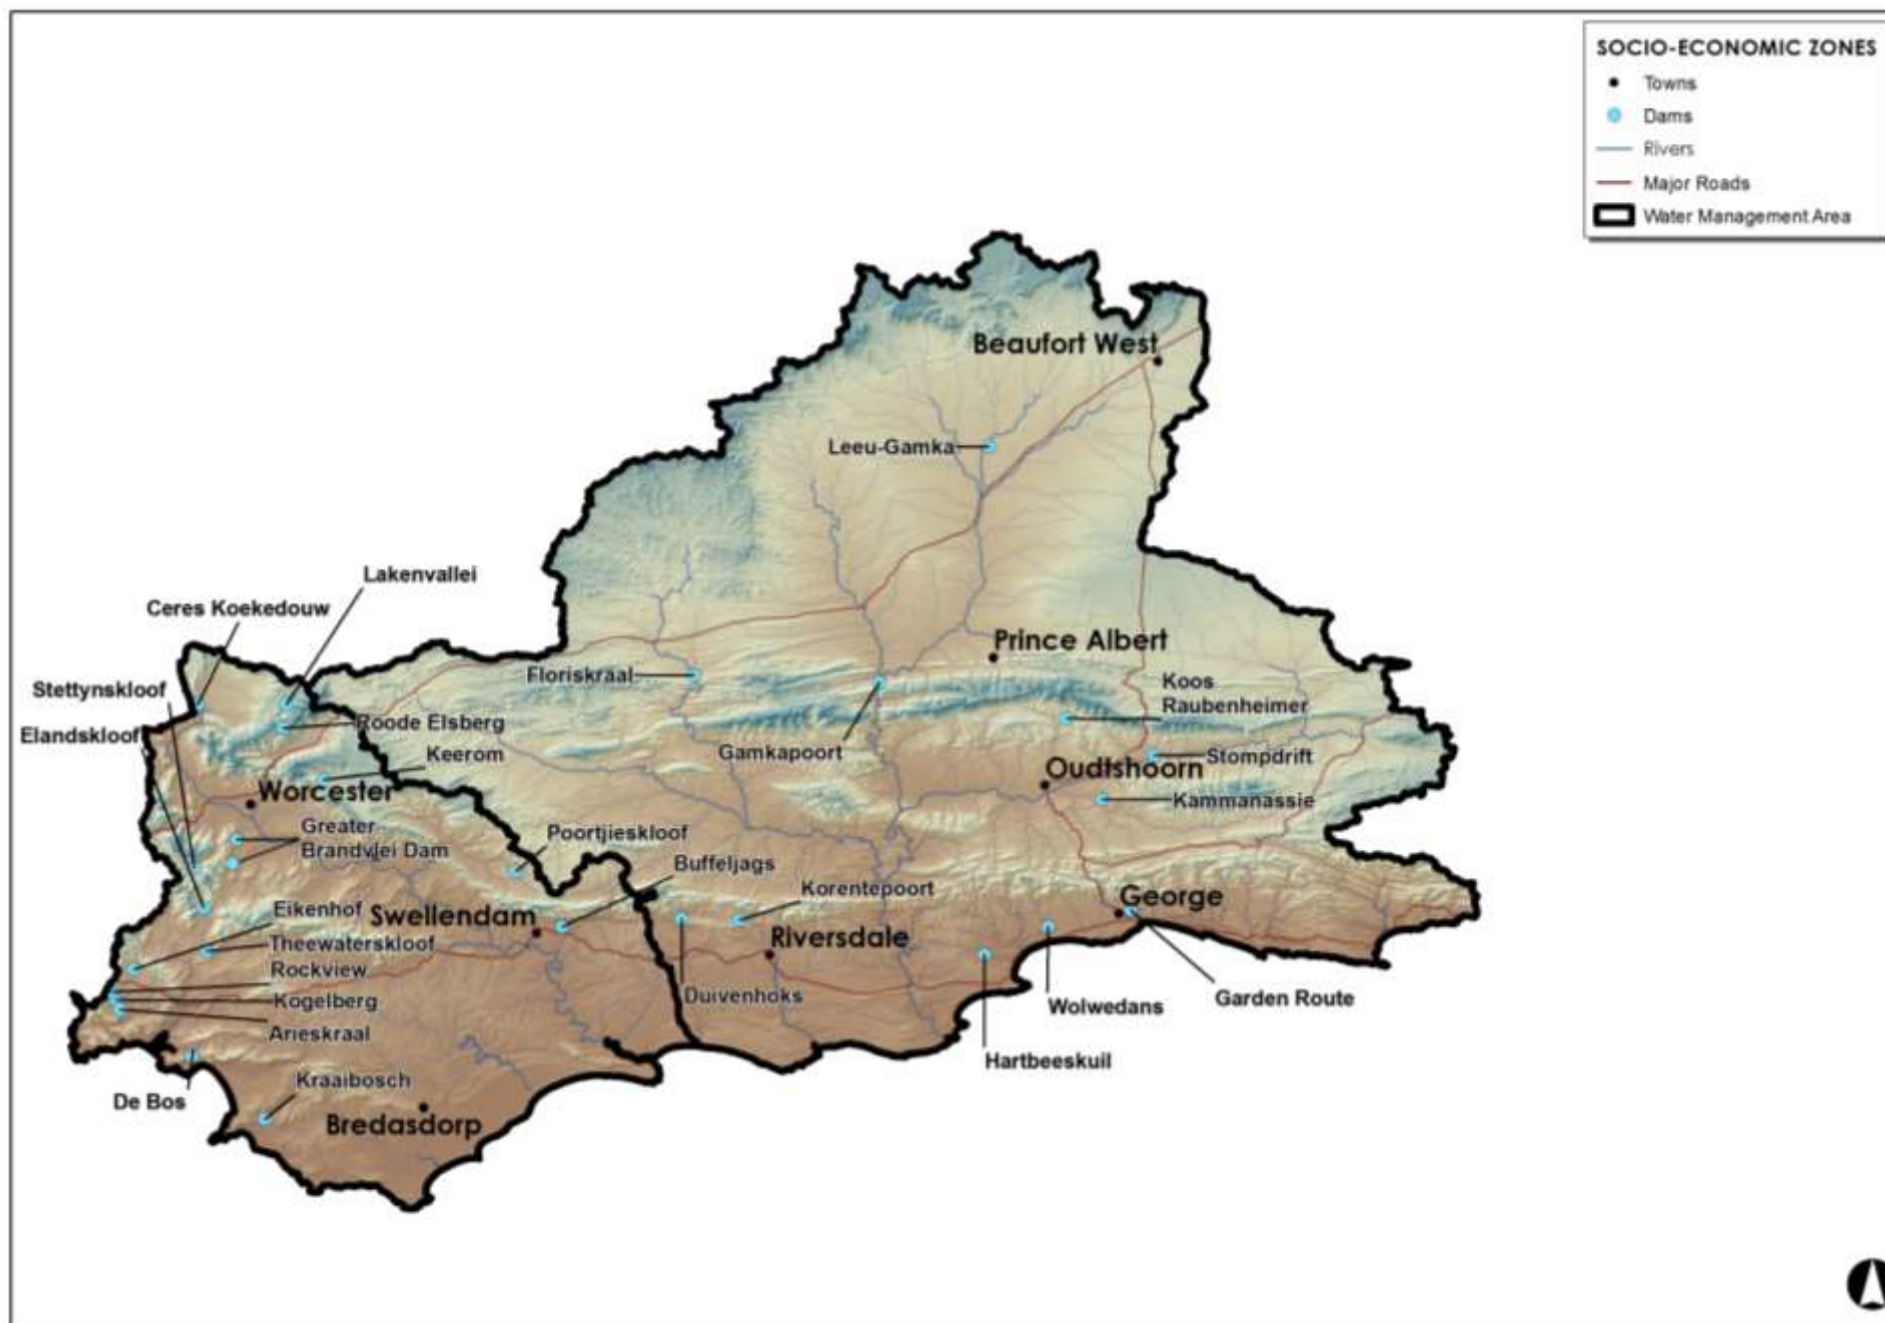 SOCIO-ECONOMIC ZONES
Towns
Dams
Rivers
Major Roads
Water Management Area
Beaufort West
Leeu-Gamka
Lakenvallei
Ceres Koekedouw
Prince Albert
Stettynskloof
Floriskraal
Koos
Raubenheimer
Elandskloof
Roode Elsberg
Keerom
Gamkapoort
Stompdrift
Oudtshoorn
Worcester
Kammanassie
Greater
Brandvlei Dam
Poortjieskloof
Buffeljags
Korentepoort
George
Eikenhof
Swellendam
Theewaterskloof
Riversdale
Rockview
Kogelberg
Duivenhoks
Garden Route
Wolwedans
Arieskraal
Hartbeeskuil
Kraaibosch
De Bos
Bredasdorp